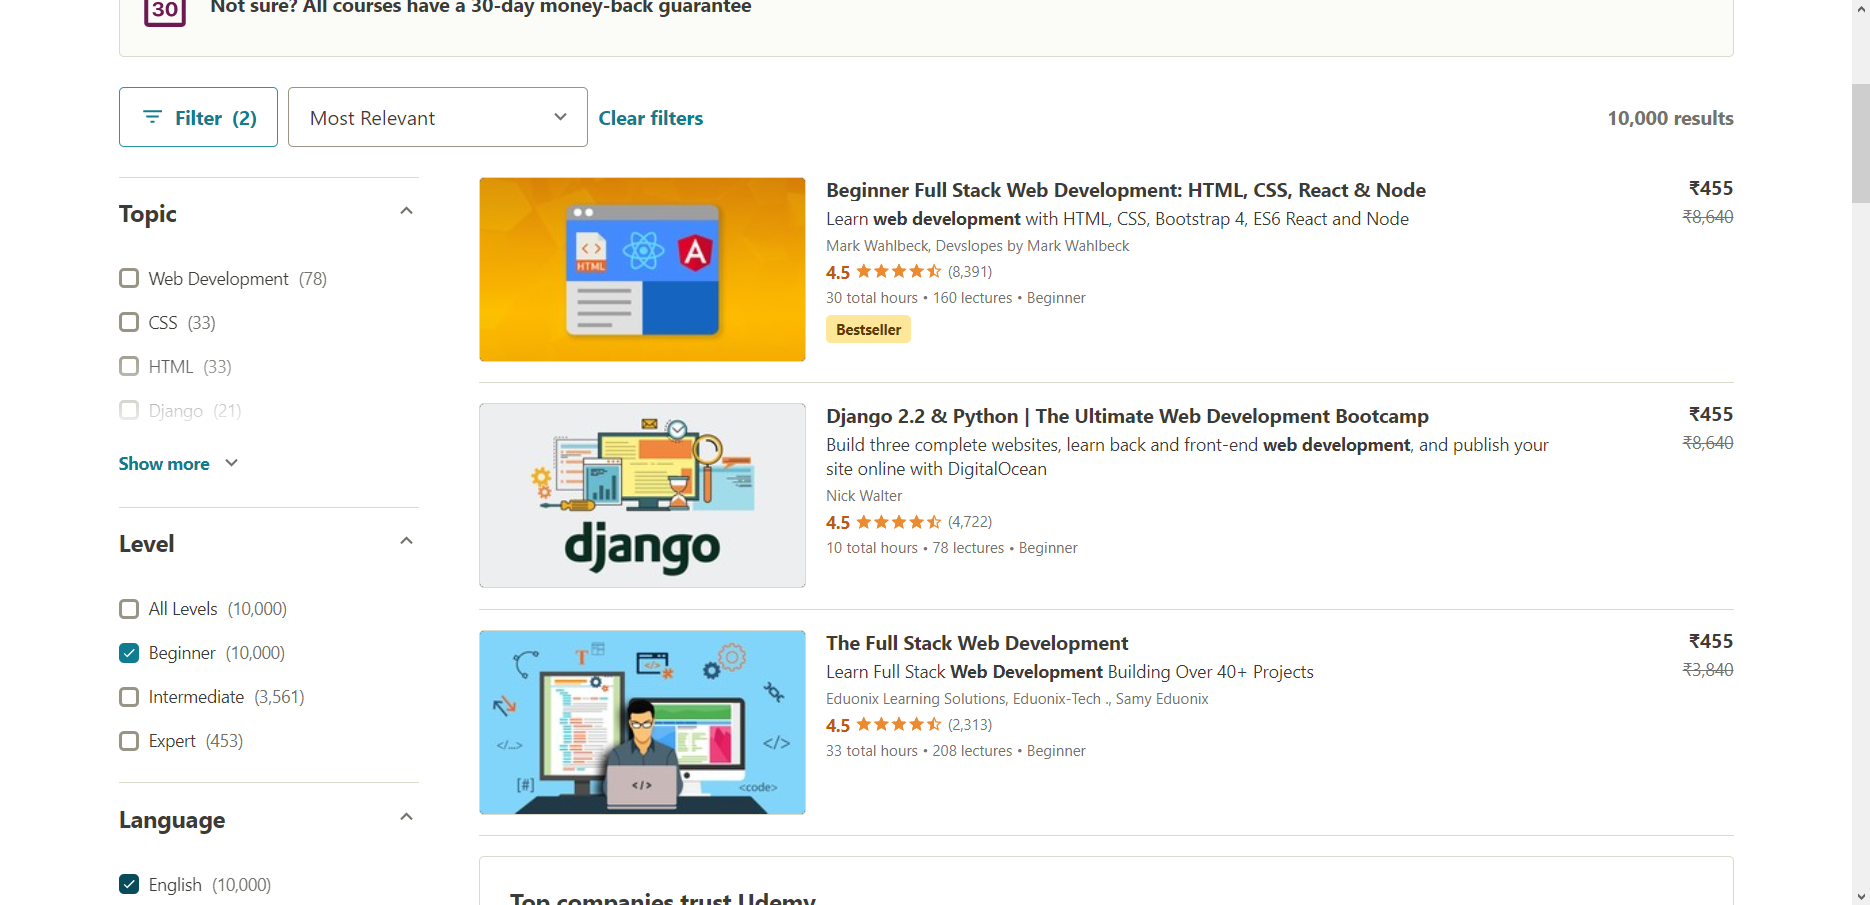 30
Not sure? All courses have a 30-day money-back guarantee
Filter (2)
Most Relevant
Clear filters
10,000 results
Topic
Web Development (78)
CSS (33)
HTML (33)
Django (21)
Show more
Level
All Levels (10,000)
Beginner (10,000)
Intermediate (3,561)
Expert (453)
Language
English (10,000)
<>
HTML
A
Beginner Full Stack Web Development: HTML, CSS, React & Node
Learn web development with HTML, CSS, Bootstrap 4, ES6 React and Node
Mark Wahlbeck, Devslopes by Mark Wahlbeck
4.5 (8,391)
30 total hours • 160 lectures • Beginner
Bestseller
₹455
₹8,640
django
Django 2.2 & Python | The Ultimate Web Development Bootcamp
Build three complete websites, learn back and front-end web development, and publish your
site online with DigitalOcean
Nick Walter
4.5 (4,722)
10 total hours • 78 lectures • Beginner
₹455
₹8,640
T
</>
</...>
</>
[#]
</>
<code>
The Full Stack Web Development
Learn Full Stack Web Development Building Over 40+ Projects
Eduonix Learning Solutions, Eduonix-Tech ., Samy Eduonix
4.5 (2,313)
33 total hours • 208 lectures • Beginner
₹455
₹3,840
Top companies trust Udemy